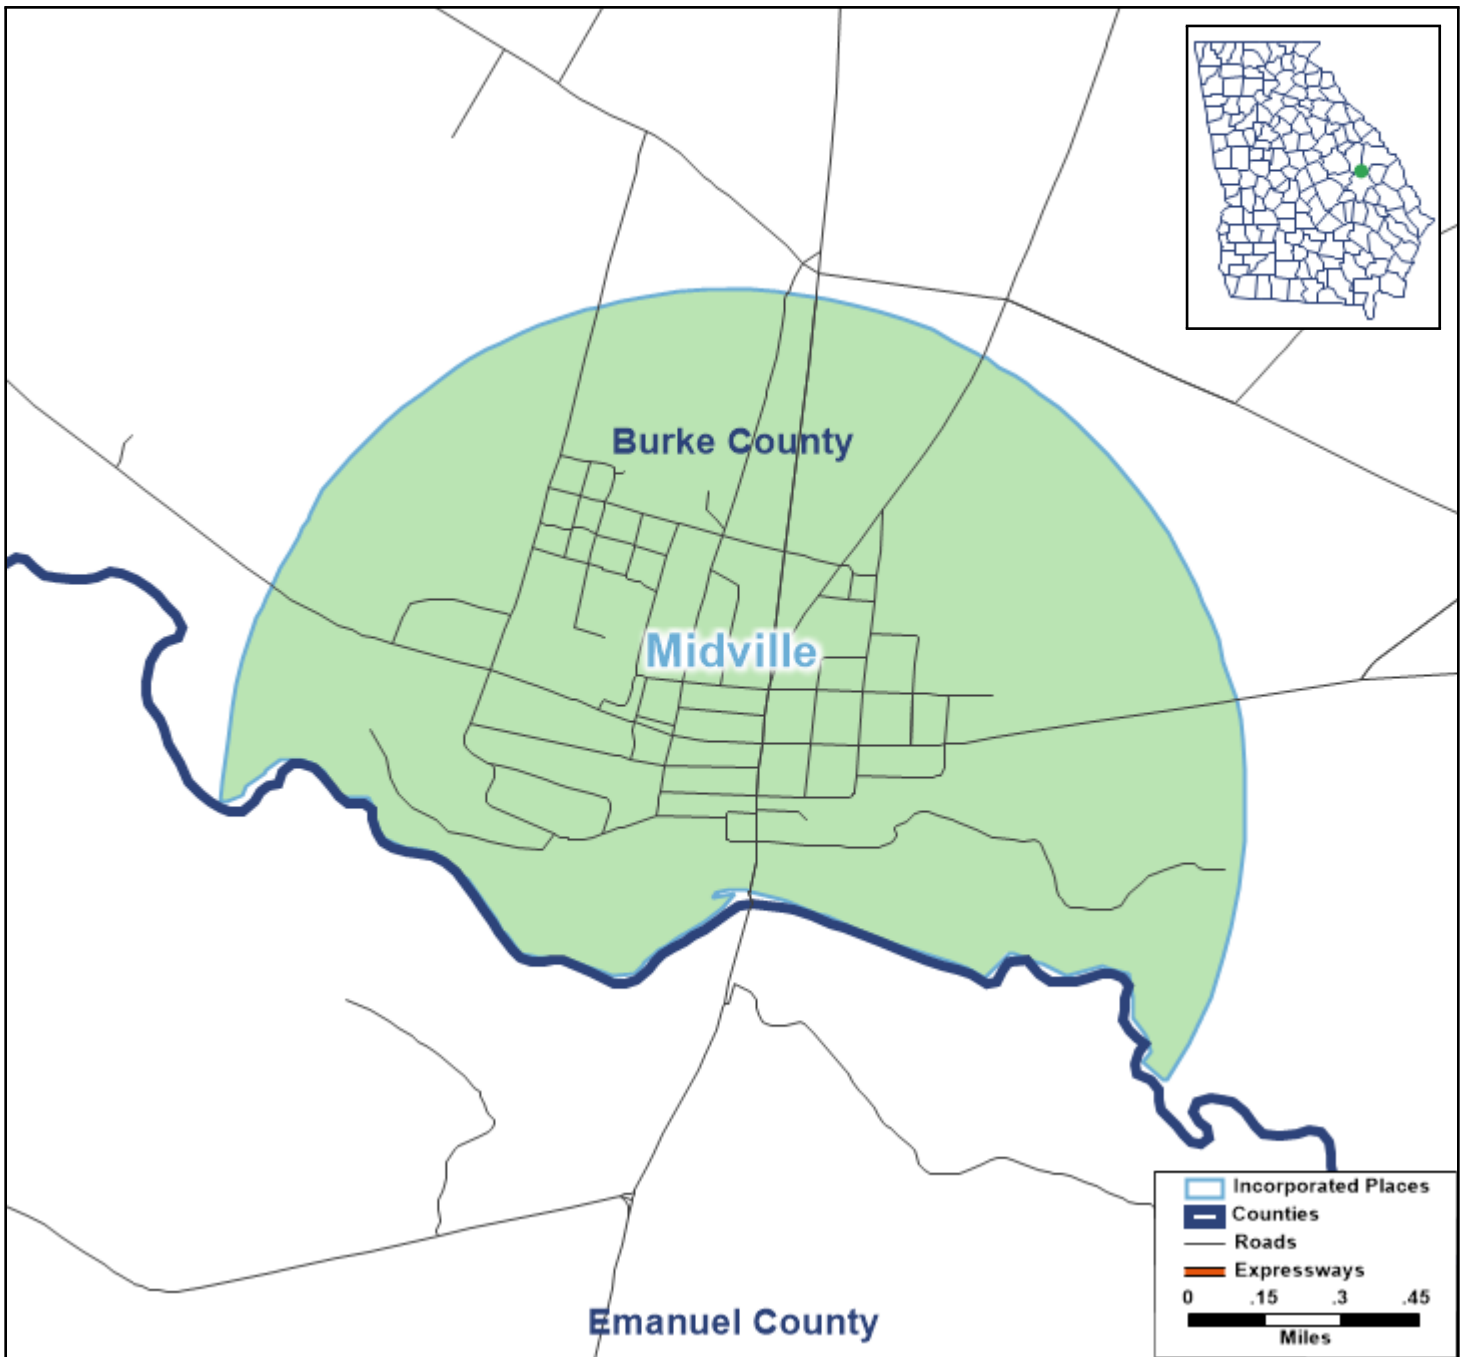 Burke County
Midville
Emanuel County
Incorporated Places
Counties
Roads
Expressways
0 .15 .3 .45
Miles